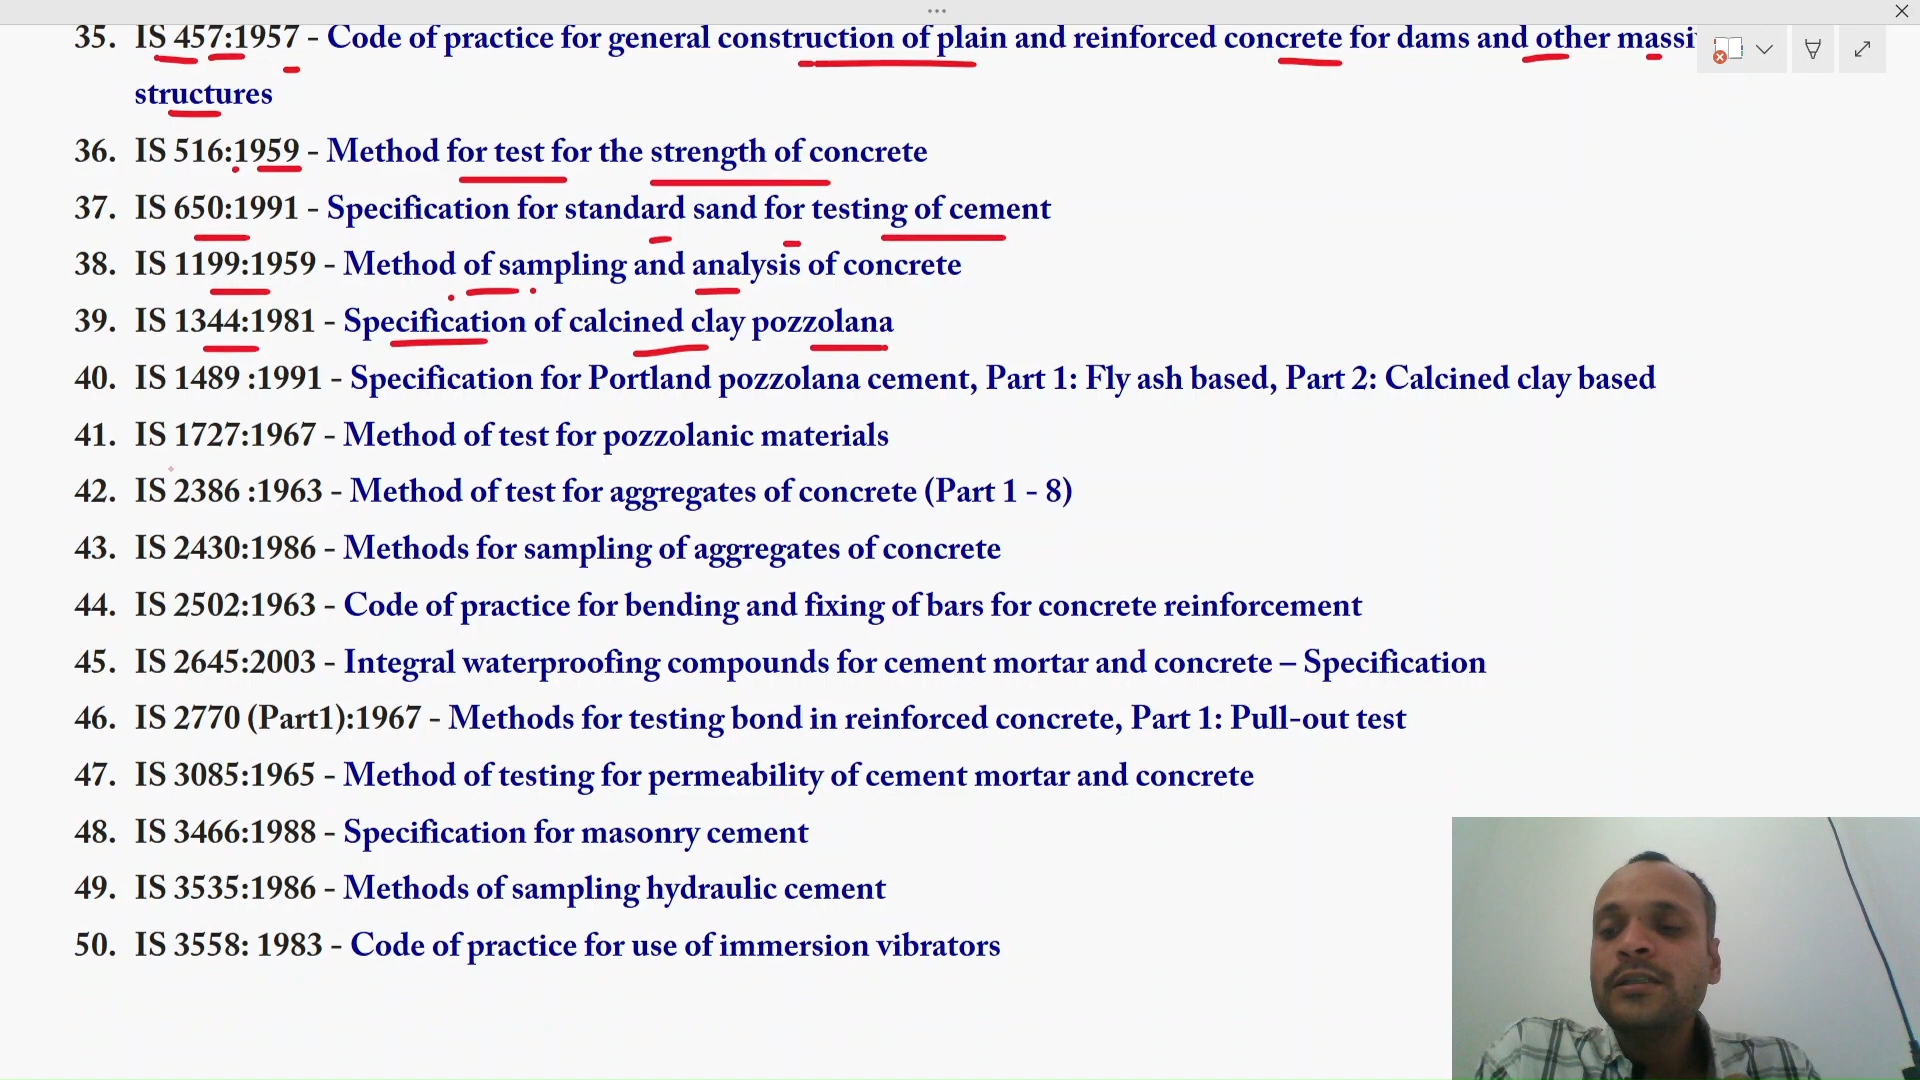 35. IS 457:1957 - Code of practice for general construction of plain and reinforced concrete for dams and other massi
structures
36. IS 516:1959 - Method for test for the strength of concrete
37. IS 650:1991 - Specification for standard sand for testing of cement
38. IS 1199:1959 - Method of sampling and analysis of concrete
39. IS 1344:1981 - Specification of calcined clay pozzolana
40. IS 1489 :1991 - Specification for Portland pozzolana cement, Part 1: Fly ash based, Part 2: Calcined clay based
41. IS 1727:1967 - Method of test for pozzolanic materials
42. IS 2386 :1963 - Method of test for aggregates of concrete (Part 1 - 8)
43. IS 2430:1986 - Methods for sampling of aggregates of concrete
44. IS 2502:1963 - Code of practice for bending and fixing of bars for concrete reinforcement
45. IS 2645:2003 - Integral waterproofing compounds for cement mortar and concrete – Specification
46. IS 2770 (Part1):1967 - Methods for testing bond in reinforced concrete, Part 1: Pull-out test
47. IS 3085:1965 - Method of testing for permeability of cement mortar and concrete
48. IS 3466:1988 - Specification for masonry cement
49. IS 3535:1986 - Methods of sampling hydraulic cement
50. IS 3558: 1983 - Code of practice for use of immersion vibrators